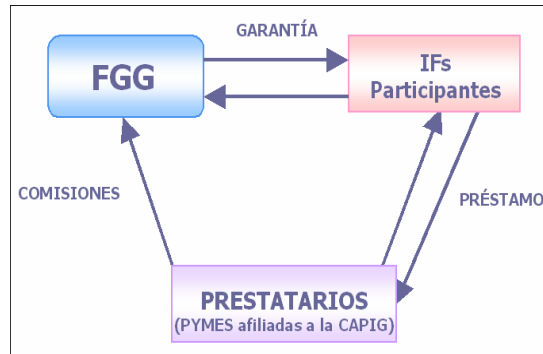 GARANTÍA
FGG
IFs
Participantes
COMISIONES
PRÉSTAMO
PRESTATARIOS
(PYMES afiliadas a la CAPIG)